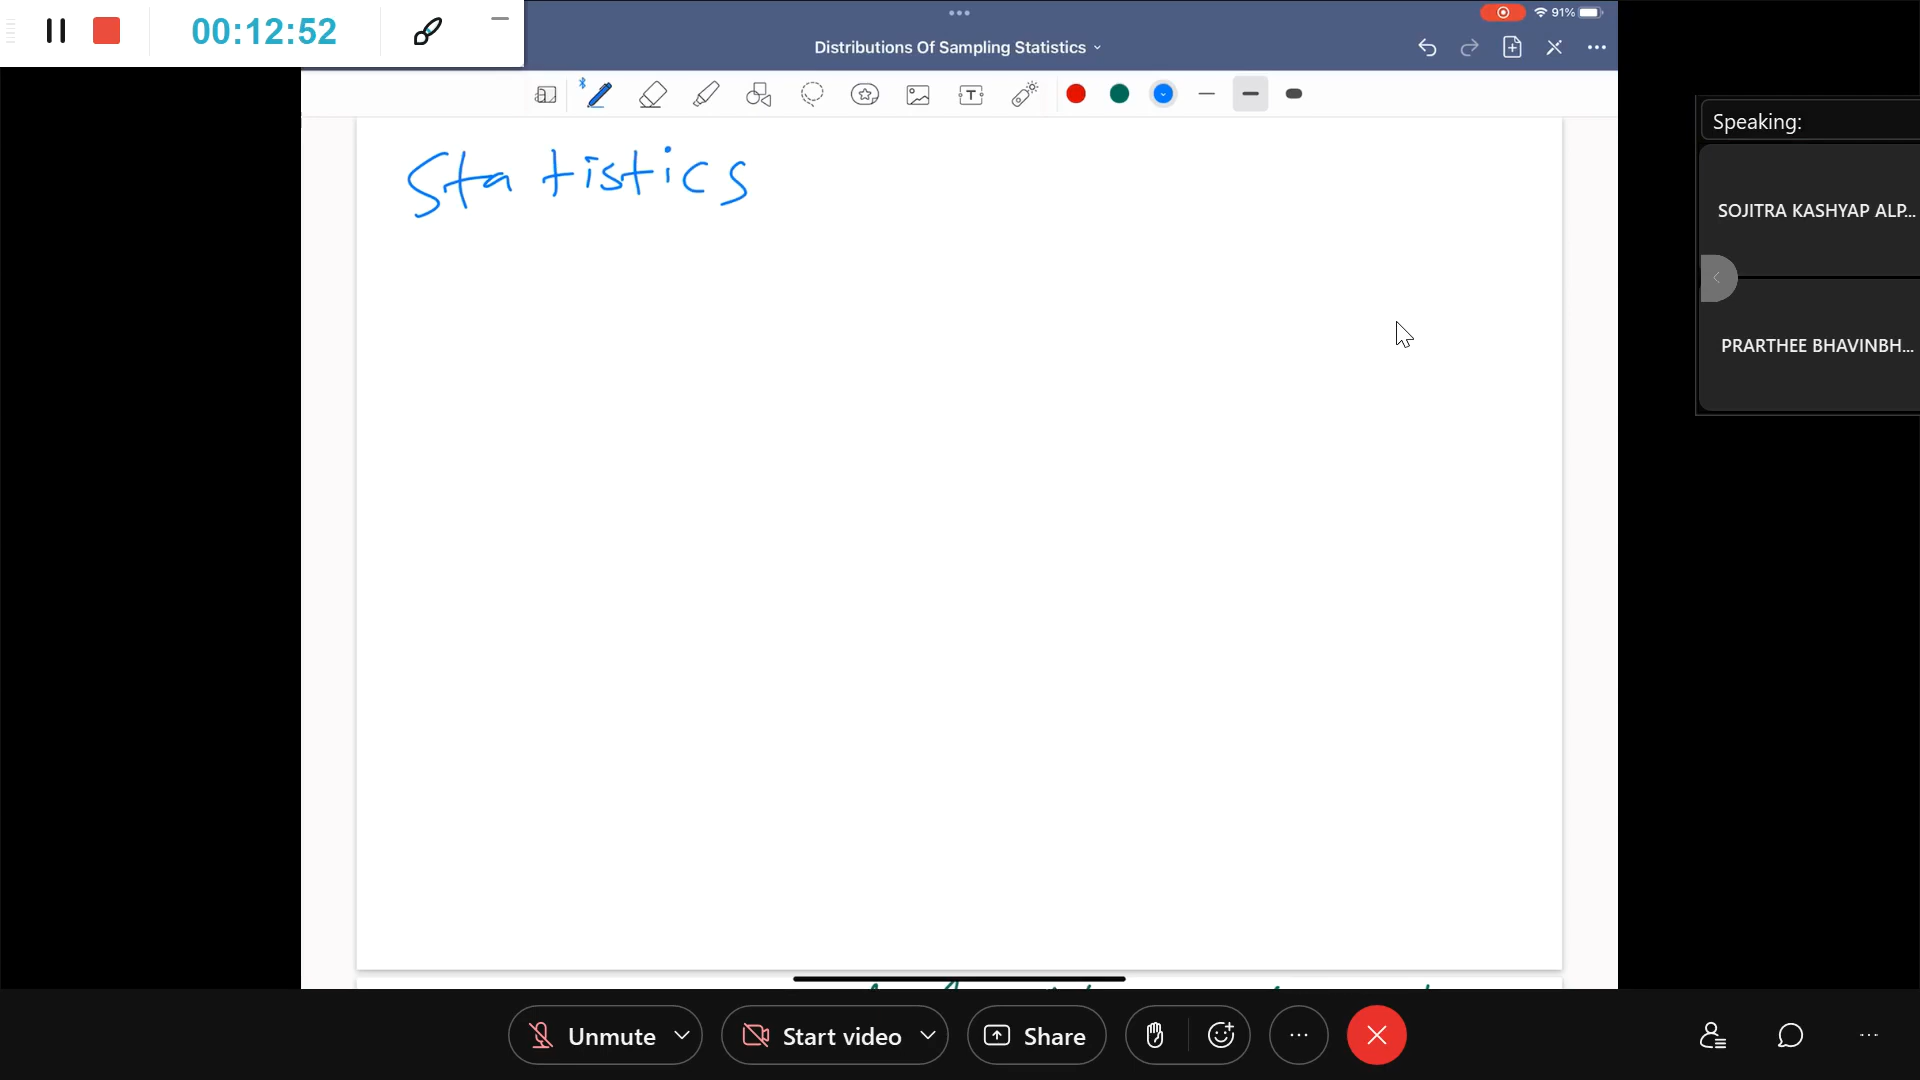 00:12:52
91%
Distributions Of Sampling Statistics
Statistics
Speaking:
SOJITRA KASHYAP ALP...
PRARTHEE BHAVINBH...
Unmute
Start video
Share